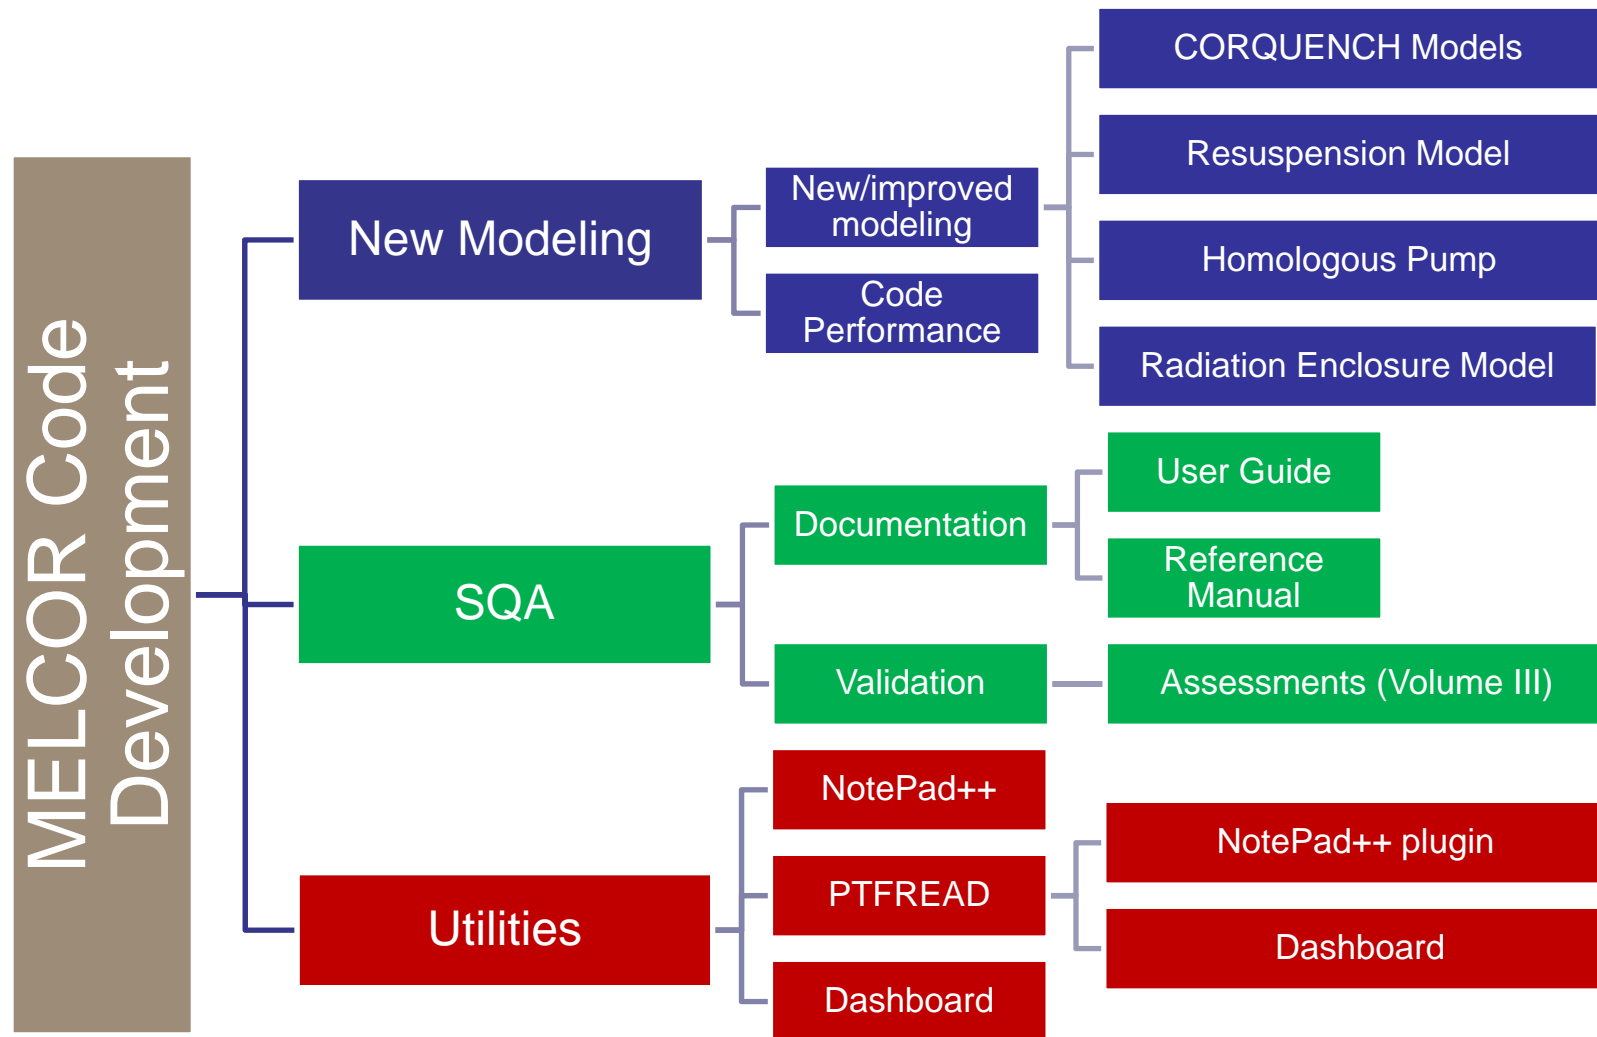 MELCOR Code
Development
New Modeling
New/improved
modeling
CORQUENCH Models
Resuspension Model
Homologous Pump
Radiation Enclosure Model
Code
Performance
SQA
Documentation
User Guide
Reference
Manual
Validation
Assessments (Volume III)
Utilities
NotePad++
PTFREAD
NotePad++ plugin
Dashboard
Dashboard